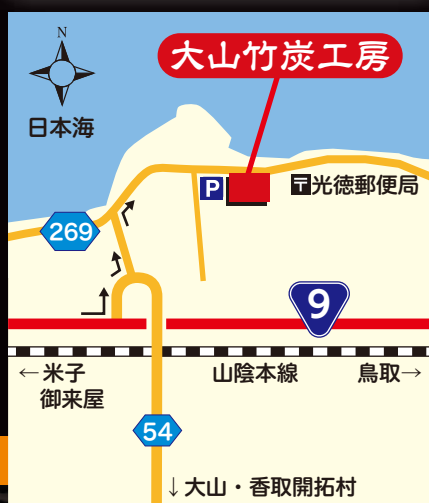 N
大山竹炭工房
日本海
P
〒光徳郵便局
269
9
←米子
御来屋
山陰本線
鳥取→
54
↓大山・香取開拓村